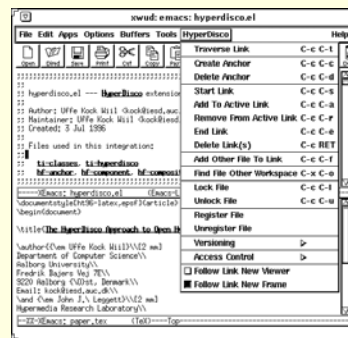 xwud: emacs: hyperdisco.el
File Edit Apps Options Buffers Tools HyperDisco Help
Open Dired Save Print Cut Copy
Traverse Link C-c C-t
Create Anchor C-c C-c
Delete Anchor C-c C-d
Start Link C-c C-s
Add To Active Link C-c C-a
Remove From Active Link C-c C-r
End Link C-c C-e
Delete Link(s) C-c RET
Add Other File To Link C-c C-f
Find File Other Workspace C-x C-o
Lock File C-c C-l
Unlock File C-c C-u
Register File
Unregister File
Versioning
Access Control
Follow Link New Viewer
Follow Link New Frame
;; hyperdisco.el --- HyperDisco extension
;; Author: Uffe Kock Wiil <kock@iesd.auc.
;; Maintainer: Uffe Kock Wiil <kock@iesd.
;; Created: 3 Jul 1996
;; Files used in this integration:
;; ti-classes, ti-hyperdisco
;; hf-anchor, hf-component, hf-composit
XEmacs: hyperdisco.el (Emacs-L
\documentstyle[ht96-latex,epsf]{article}
\begin{document}
\title{The HyperDisco Approach to Open H
\author{{\em Uffe Kock Wiil}\\[2 mm]
Department of Computer Science\\
Aalborg University\\
Fredrik Bajers Vej 7E\\
9220 Aalborg {\O}st, Denmark\\
Email: kock@iesd.auc.dk\\
\and {\em John J. Leggett}\\[2 mm]
Hypermedia Research Laboratory\\
XEmacs: paper.tex (TeX)----Top